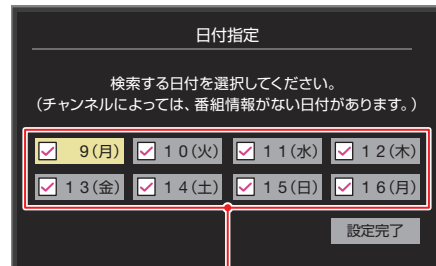 日付指定
検索する日付を選択してください。
（チャンネルによっては、番組情報がない日付があります。）
9（月） 10（火） 11（水） 12（木）
13（金） 14（土） 15（日） 16（月）
設定完了